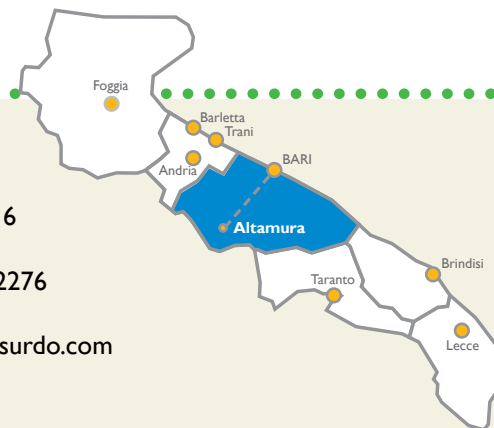 Foggia
Barletta
Trani
BARI
Andria
6
Altamura
Brindisi
2276
Taranto
surdo.com
Lecce